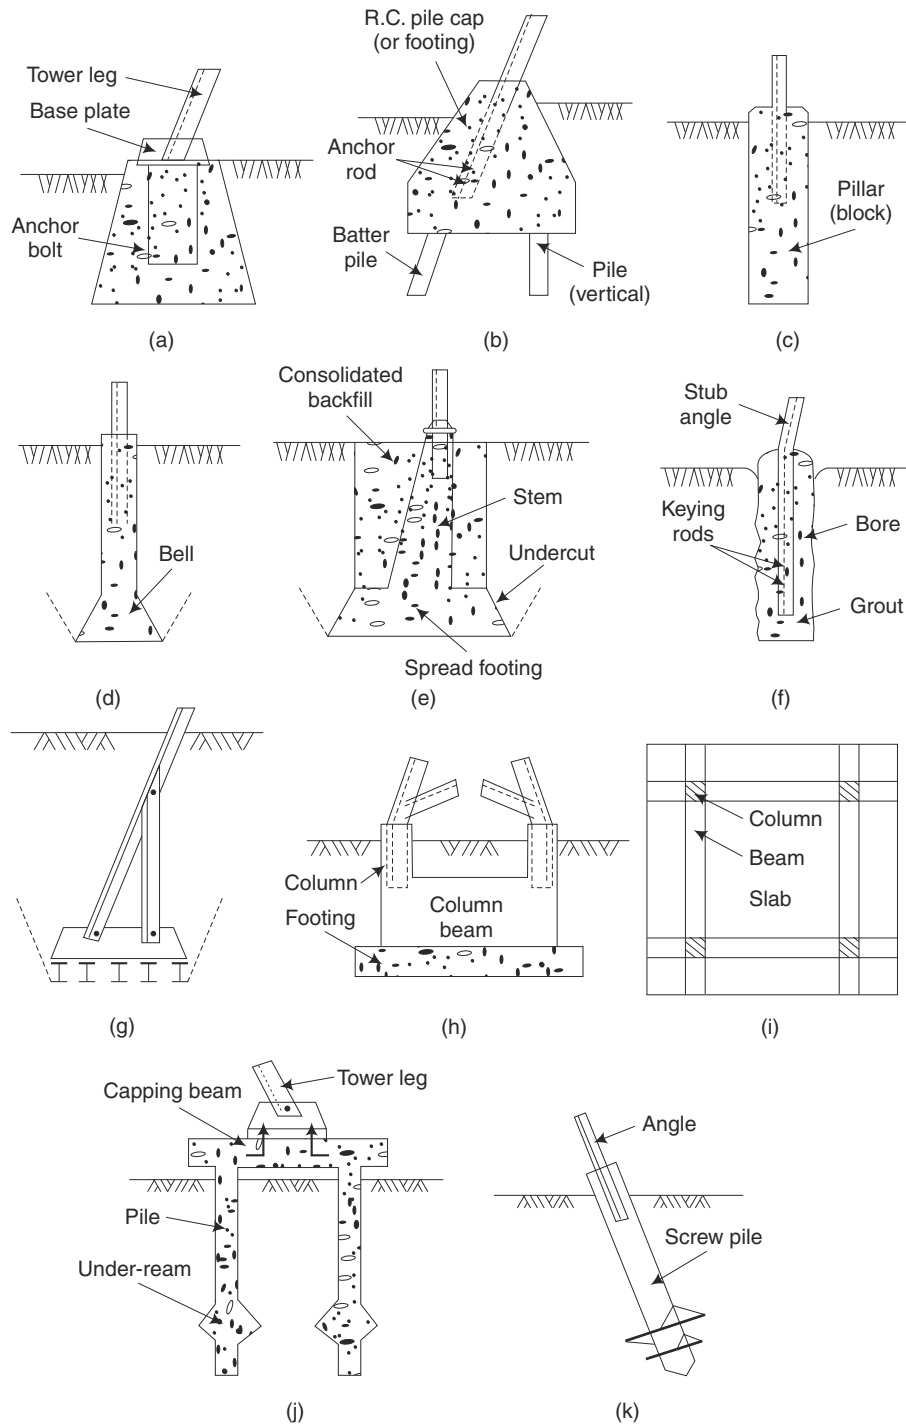 Tower leg
Base plate
Anchor
bolt
(a)
R.C. pile cap
(or footing)
Anchor
rod
Batter
pile
Pile
(vertical)
(b)
Pillar
(block)
(c)
Bell
(d)
Consolidated
backfill
Stem
Undercut
Spread footing
(e)
Stub
angle
Keying
rods
Bore
Grout
(f)
(g)
Column
Footing
Column
beam
(h)
Column
Beam
Slab
(i)
Capping beam
Tower leg
Pile
Under-ream
(j)
Angle
Screw pile
(k)